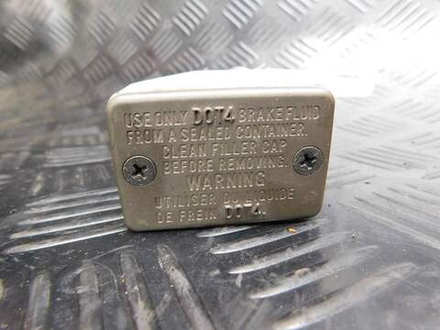 USE ONLY DOT4 BRAKE FLUID
FROM A SEALED CONTAINER.
CLEAN FILLER CAP
BEFORE REMOVING.
WARNING
UTILISER DU LIQUIDE
DE FREIN DOT4.